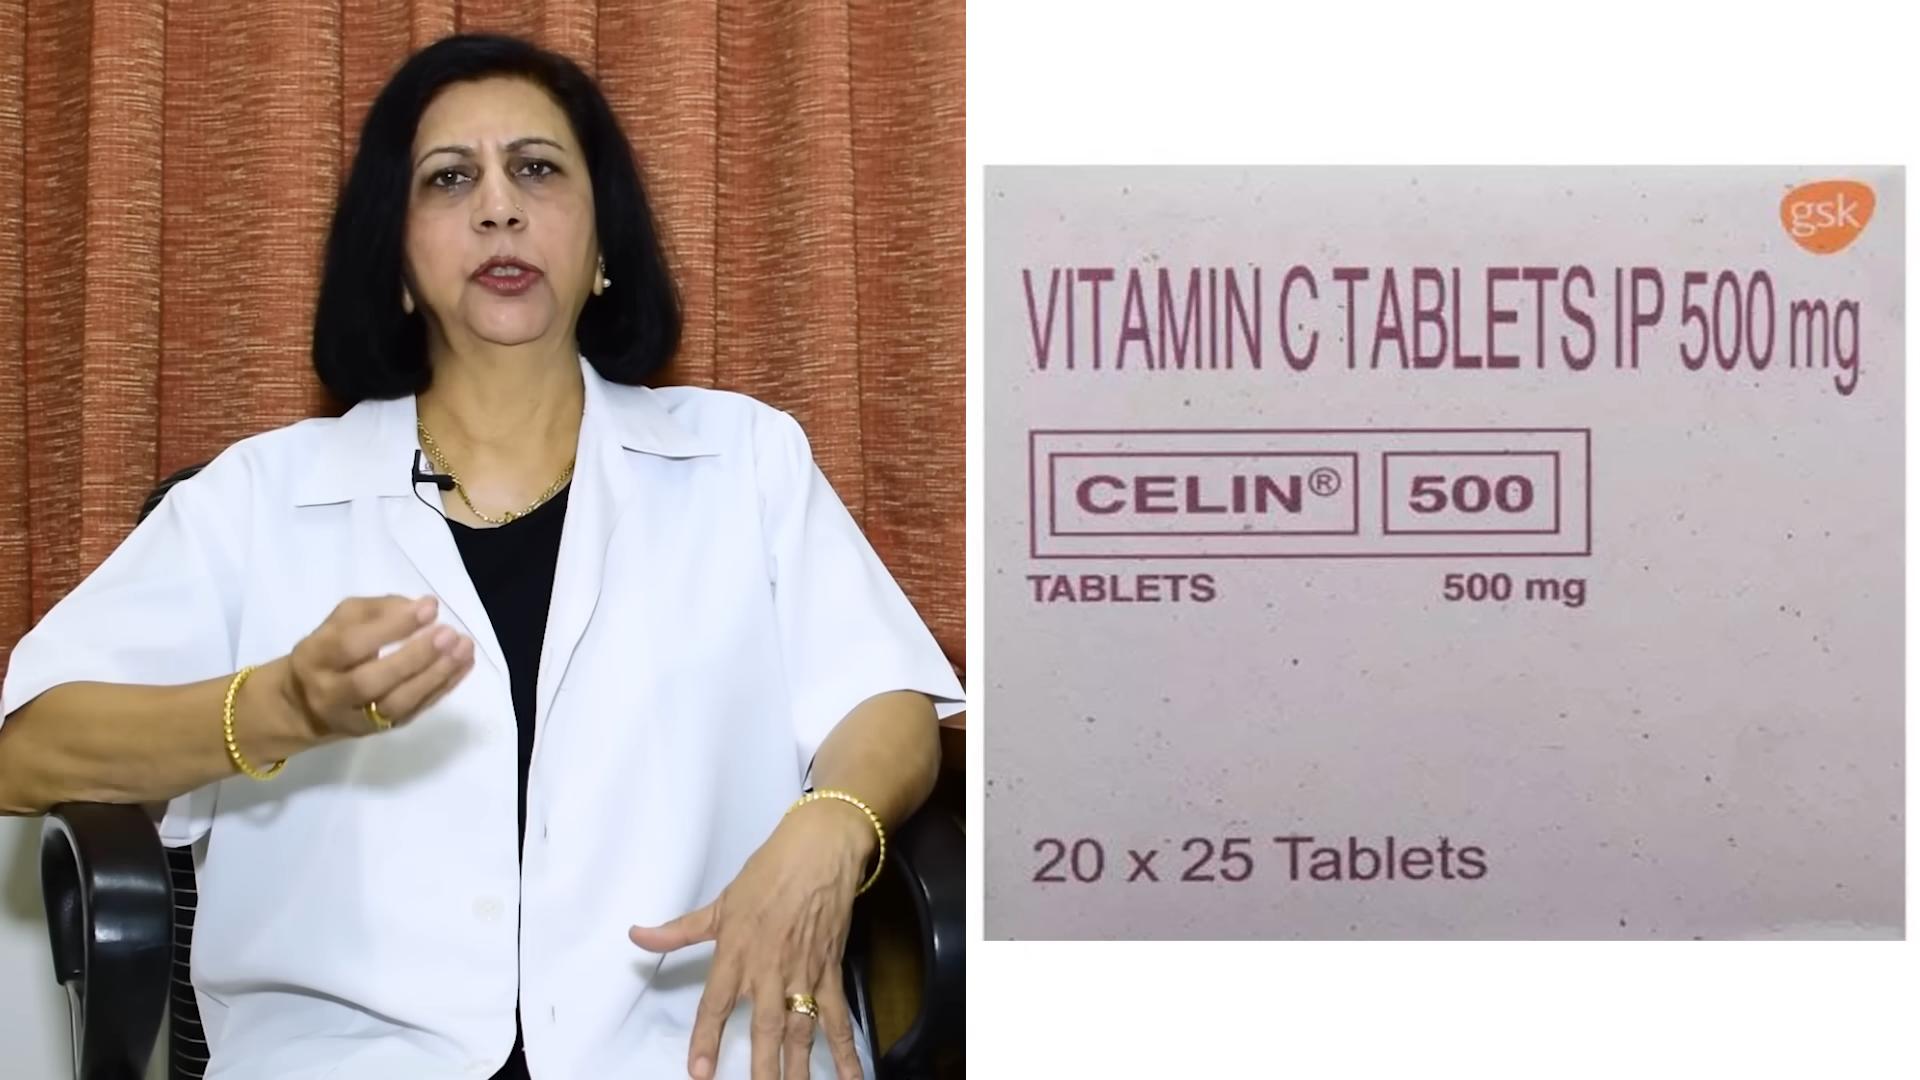 gsk
VITAMIN C TABLETS IP 500 mg
CELIN® 500
TABLETS 500 mg
20 x 25 Tablets